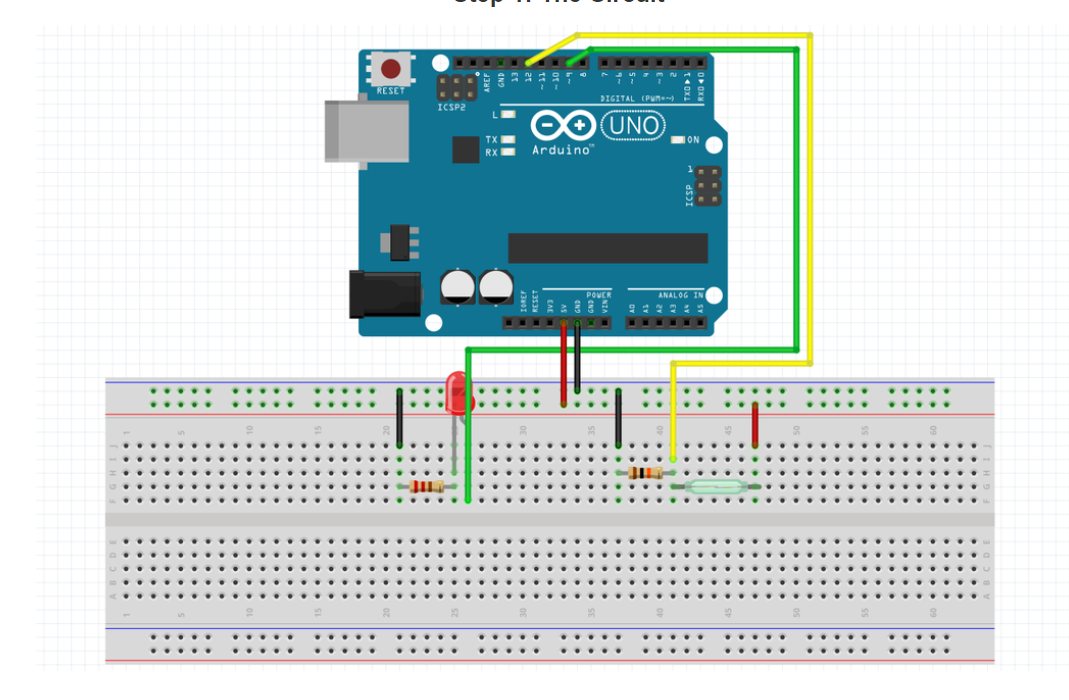 Step 1: The Circuit
RESET
ICSP2
AREF
GND
13
12
~11
~10
~9
8
7
~6
~5
4
~3
2
TXD▶1
RXD◀0
DIGITAL (PWM=~)
L
TX
RX
UNO
Arduino™
ON
1
ICSP
POWER
ANALOG IN
IOREF
RESET
3V3
5V
GND
GND
VIN
A0
A1
A2
A3
A4
A5
1
5
10
15
20
25
30
35
40
45
50
55
60
J
I
H
G
F
J
I
H
G
F
E
D
C
B
A
E
D
C
B
A
1
5
10
15
20
25
30
35
40
45
50
55
60